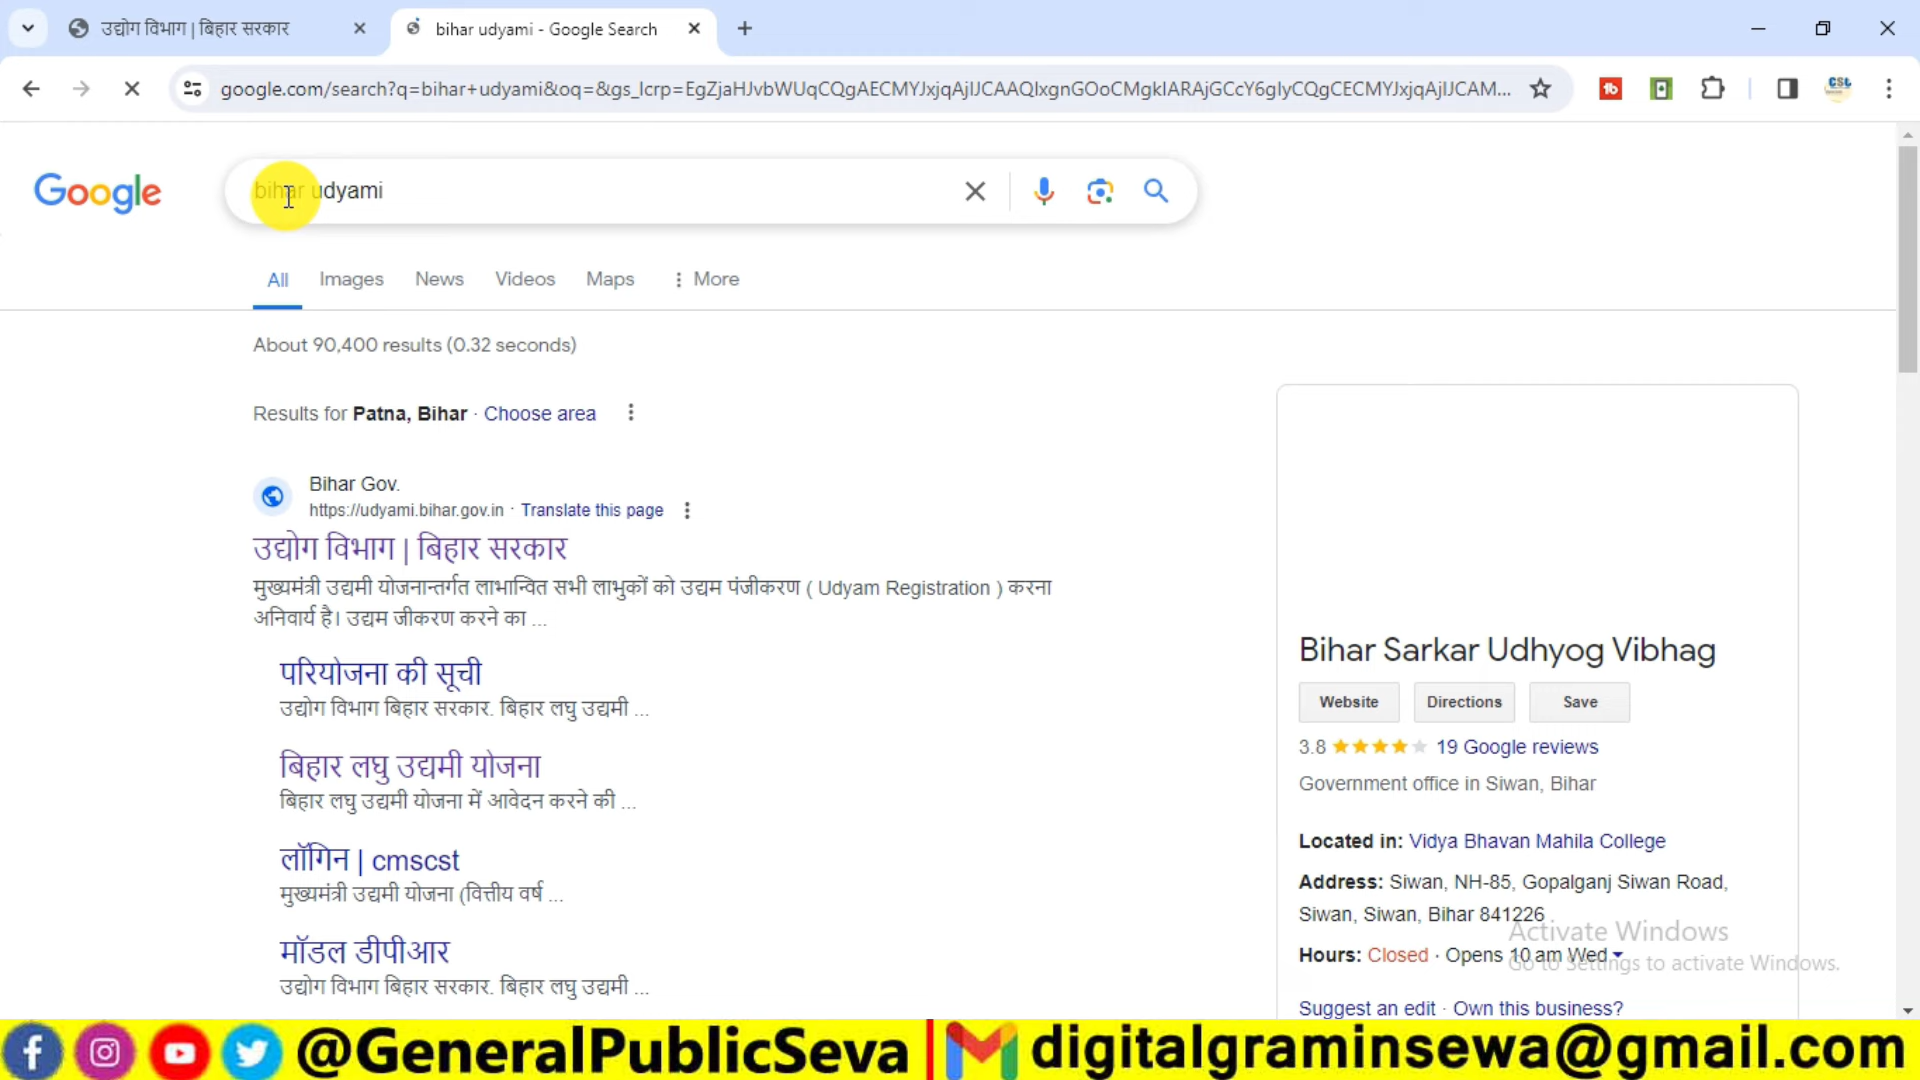 उद्योग विभाग | बिहार सरकार
bihar udyami - Google Search
google.com/search?q=bihar+udyami&oq=&gs_lcrp=EgZjaHJvbWUqCQgAECMYJxjqAjIJCAAQIxgnGOoCMgkIARAjGCcY6gIyCQgCECMYJxjqAjIJCAM...
CSC
Google
bihar udyami
All Images News Videos Maps More
About 90,400 results (0.32 seconds)
Results for Patna, Bihar · Choose area
Bihar Gov.
https://udyami.bihar.gov.in · Translate this page
उद्योग विभाग | बिहार सरकार
मुख्यमंत्री उद्यमी योजनान्तर्गत लाभान्वित सभी लाभुकों को उद्यम पंजीकरण ( Udyam Registration ) करना
अनिवार्य है। उद्यम जीकरण करने का ...
परियोजना की सूची
उद्योग विभाग बिहार सरकार. बिहार लघु उद्यमी ...
बिहार लघु उद्यमी योजना
बिहार लघु उद्यमी योजना में आवेदन करने की ...
लॉगिन | cmscst
मुख्यमंत्री उद्यमी योजना (वित्तीय वर्ष ...
मॉडल डीपीआर
उद्योग विभाग बिहार सरकार. बिहार लघु उद्यमी ...
Bihar Sarkar Udhyog Vibhag
Website Directions Save
3.8 19 Google reviews
Government office in Siwan, Bihar
Located in: Vidya Bhavan Mahila College
Address: Siwan, NH-85, Gopalganj Siwan Road,
Siwan, Siwan, Bihar 841226
Hours: Closed · Opens 10 am Wed
Suggest an edit · Own this business?
Activate Windows
Go to Settings to activate Windows.
@GeneralPublicSeva
digitalgraminsewa@gmail.com